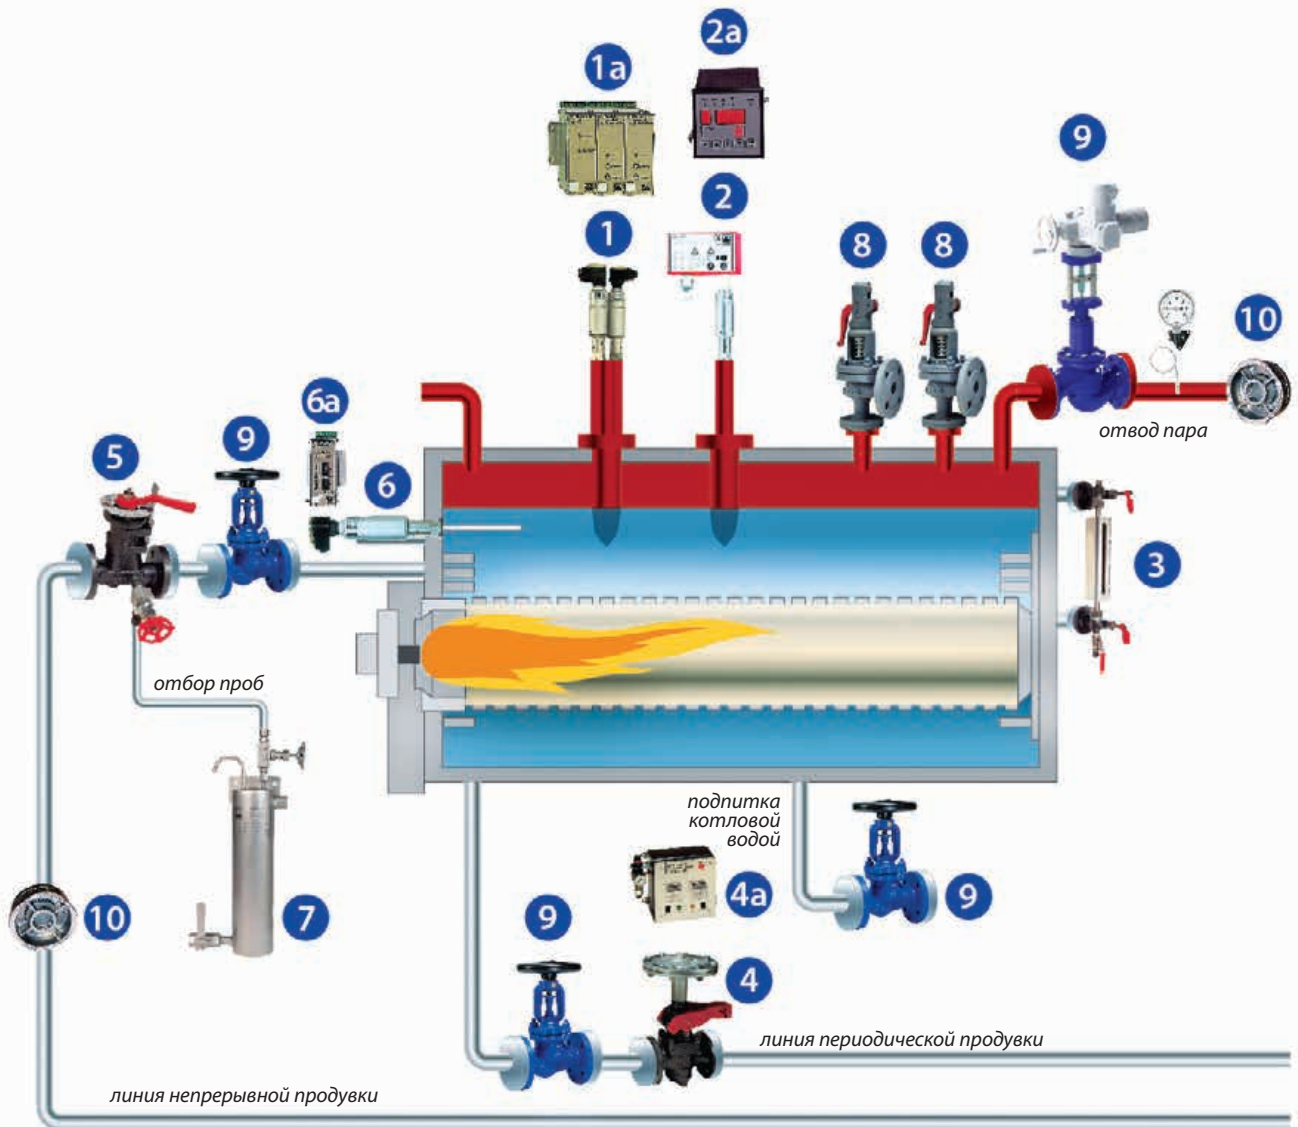 2a
1a
9
2
1
8
8
10
6a
отвод пара
9
5
6
3
отбор проб
подпитка
котловой
водой
4a
9
7
10
9
4
линия периодической продувки
линия непрерывной продувки